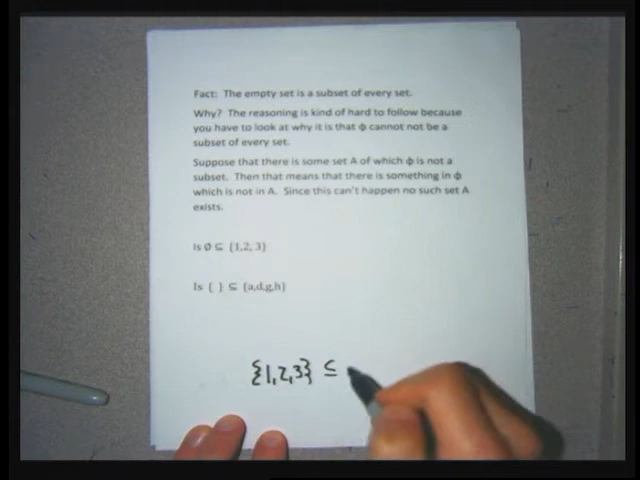 Fact: The empty set is a subset of every set.
Why? The reasoning is kind of hard to follow because
you have to look at why it is that ϕ cannot not be a
subset of every set.
Suppose that there is some set A of which ϕ is not a
subset. Then that means that there is something in ϕ
which is not in A. Since this can't happen no such set A
exists.
Is ∅ ⊆ {1,2, 3}
Is { } ⊆ {a,d,g,h}
{1,2,3} ⊆